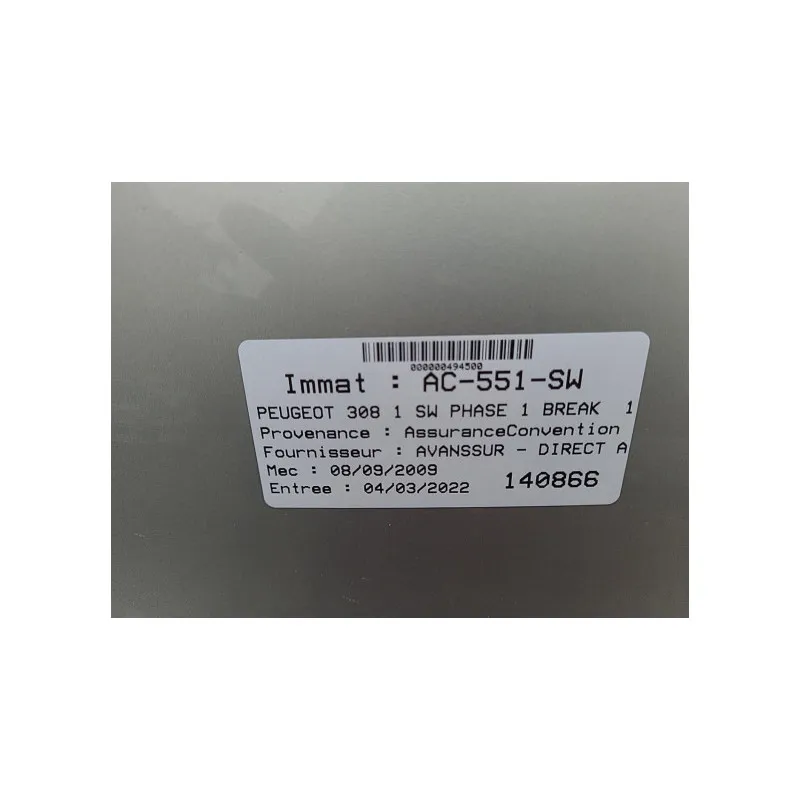 000000494500
Immat : AC-551-SW
PEUGEOT 308 1 SW PHASE 1 BREAK 1
Provenance : AssuranceConvention
Fournisseur : AVANSSUR - DIRECT A
Mec : 08/09/2009
Entree : 04/03/2022 140866